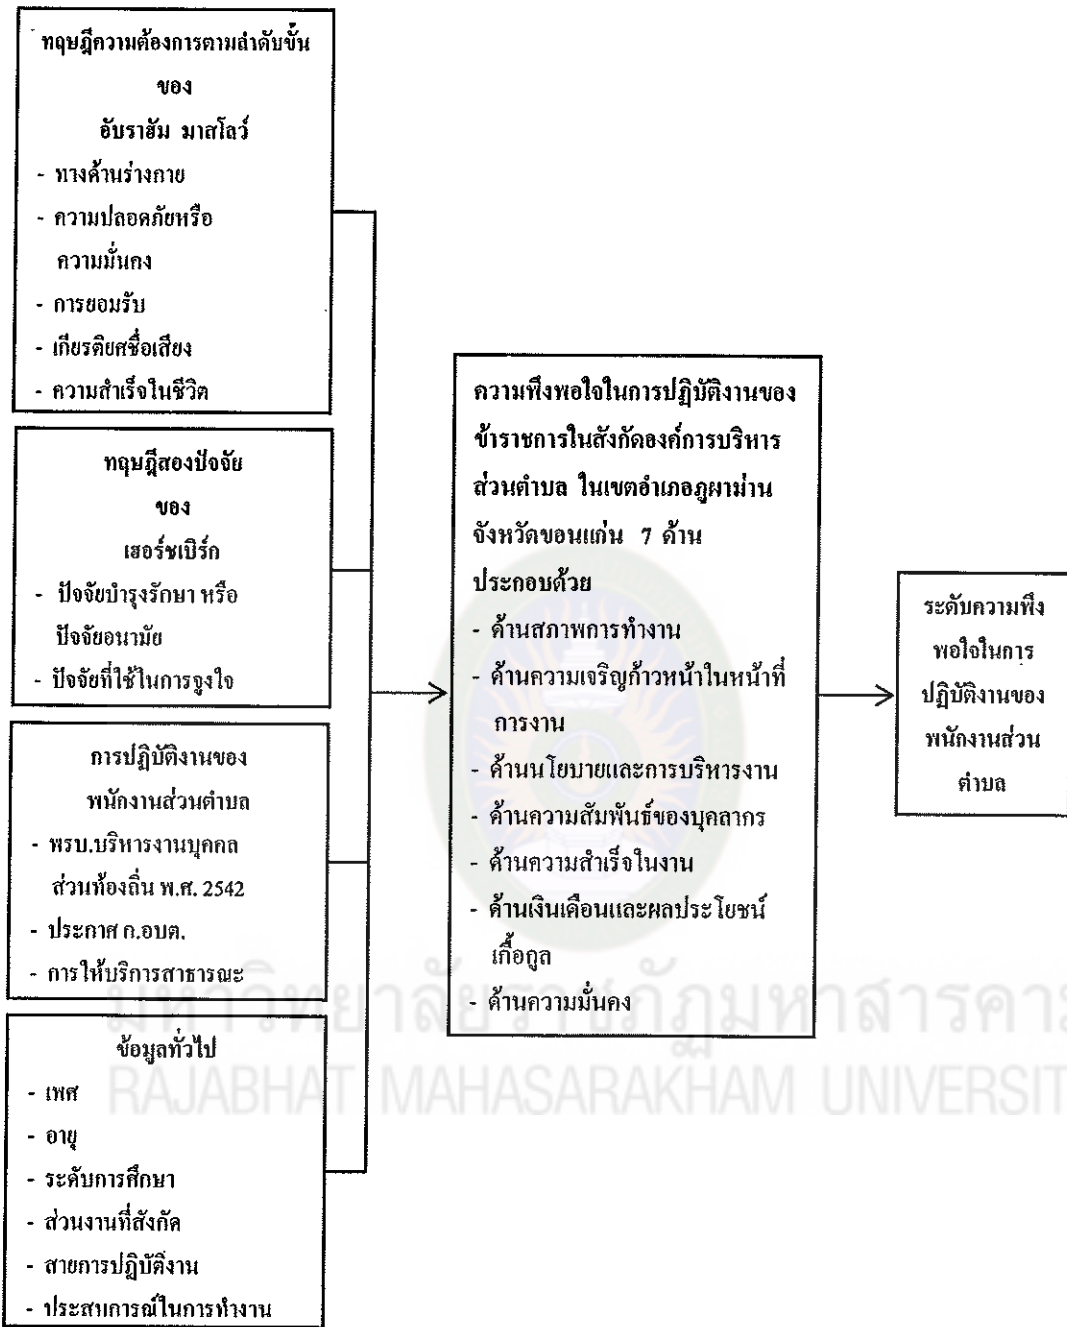 ทฤษฎีความต้องการตามลำดับขั้น
ของ
อับราฮัม มาสโลว์
- ทางด้านร่างกาย
- ความปลอดภัยหรือ
ความมั่นคง
- การยอมรับ
- เกียรติยศชื่อเสียง
- ความสำเร็จในชีวิต
ทฤษฎีสองปัจจัย
ของ
เฮอร์ซเบิร์ก
- ปัจจัยบำรุงรักษา หรือ
ปัจจัยอนามัย
- ปัจจัยที่ใช้ในการจูงใจ
การปฏิบัติงานของ
พนักงานส่วนตำบล
- พรบ.บริหารงานบุคคล
ส่วนท้องถิ่น พ.ศ. 2542
- ประกาศ ก.อบต.
- การให้บริการสาธารณะ
ข้อมูลทั่วไป
- เพศ
- อายุ
- ระดับการศึกษา
- ส่วนงานที่สังกัด
- สายการปฏิบัติงาน
- ประสบการณ์ในการทำงาน
ความพึงพอใจในการปฏิบัติงานของ
ข้าราชการในสังกัดองค์การบริหาร
ส่วนตำบล ในเขตอำเภอภูผาม่าน
จังหวัดขอนแก่น 7 ด้าน
ประกอบด้วย
- ด้านสภาพการทำงาน
- ด้านความเจริญก้าวหน้าในหน้าที่
การงาน
- ด้านนโยบายและการบริหารงาน
- ด้านความสัมพันธ์ของบุคลากร
- ด้านความสำเร็จในงาน
- ด้านเงินเดือนและผลประโยชน์
เกื้อกูล
- ด้านความมั่นคง
ระดับความพึง
พอใจในการ
ปฏิบัติงานของ
พนักงานส่วน
ตำบล
มหาวิทยาลัยราชภัฏมหาสารคาม
RAJABHAT MAHASARAKHAM UNIVERSIT